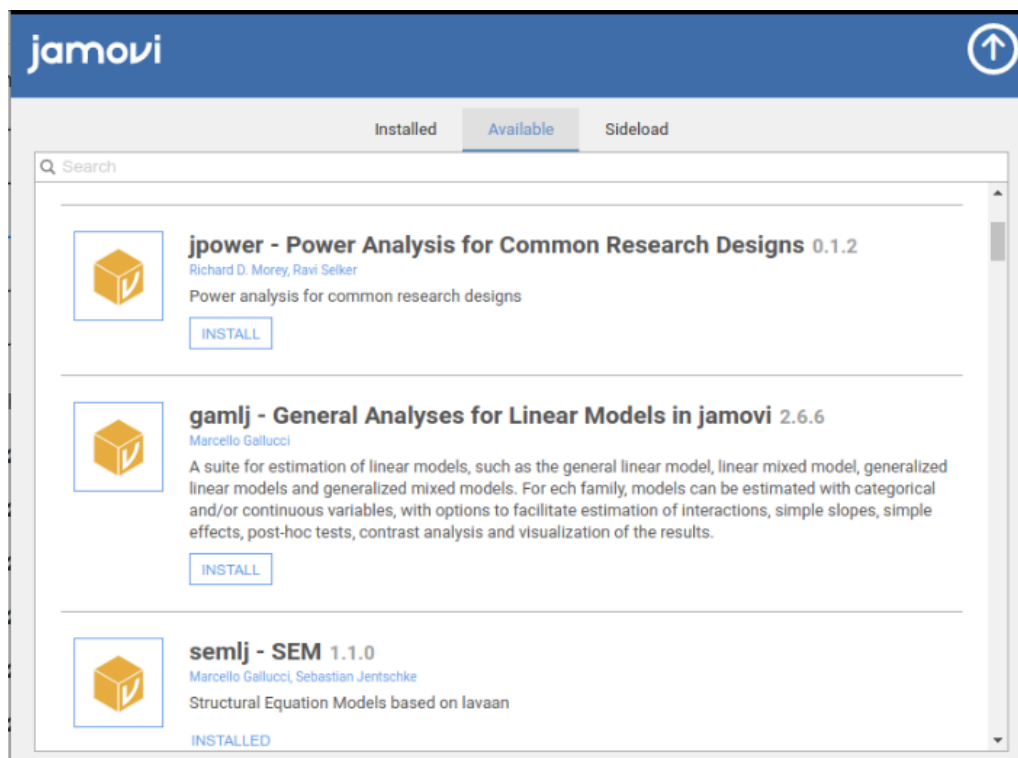 jamovi
Installed Available Sideload
Search
jpower - Power Analysis for Common Research Designs 0.1.2
Richard D. Morey, Ravi Selker
Power analysis for common research designs
INSTALL
gamlj - General Analyses for Linear Models in jamovi 2.6.6
Marcello Gallucci
A suite for estimation of linear models, such as the general linear model, linear mixed model, generalized
linear models and generalized mixed models. For ech family, models can be estimated with categorical
and/or continuous variables, with options to facilitate estimation of interactions, simple slopes, simple
effects, post-hoc tests, contrast analysis and visualization of the results.
INSTALL
semlj - SEM 1.1.0
Marcello Gallucci, Sebastian Jentschke
Structural Equation Models based on lavaan
INSTALLED